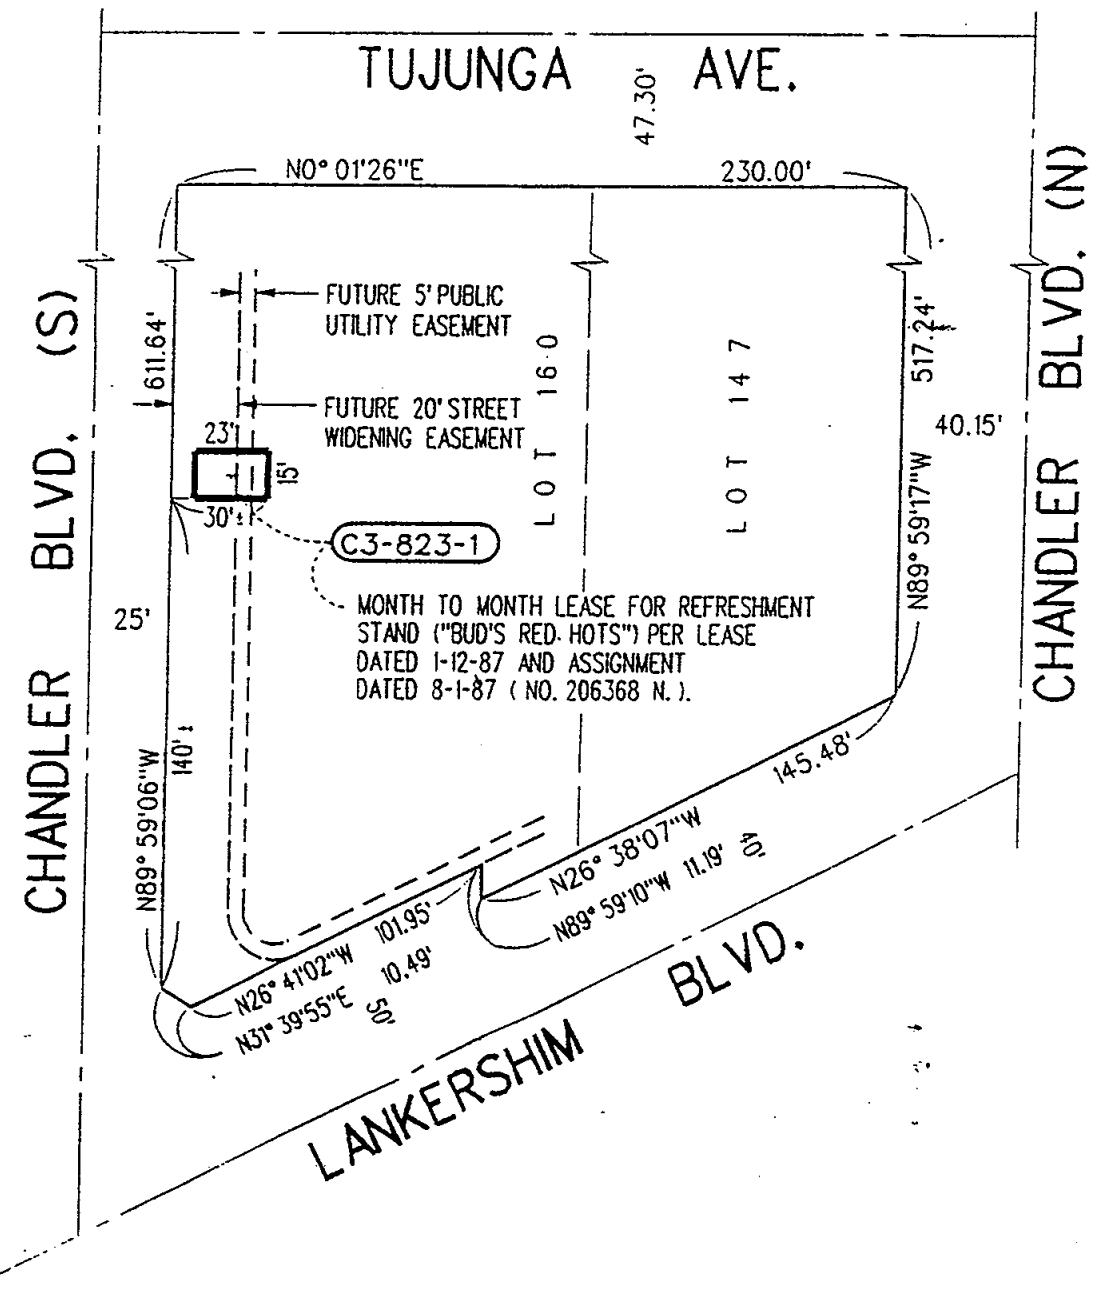 TUJUNGA AVE.
47.30'
N0° 01'26"E
230.00'
CHANDLER BLVD. (S)
CHANDLER BLVD. (N)
611.64'
517.24'
FUTURE 5' PUBLIC
UTILITY EASEMENT
LOT 160
LOT 147
FUTURE 20' STREET
WIDENING EASEMENT
23'
15'
30'±
40.15'
N89° 59'17"W
C3-823-1
25'
MONTH TO MONTH LEASE FOR REFRESHMENT
STAND ("BUD'S RED HOTS") PER LEASE
DATED 1-12-87 AND ASSIGNMENT
DATED 8-1-87 (NO. 206368 N.).
140'±
N89° 59'06"W
145.48'
N26° 38'07"W
40'
N89° 59'10"W 11.19'
N26° 41'02"W 101.95'
N31° 39'55"E 10.49'
50'
LANKERSHIM BLVD.